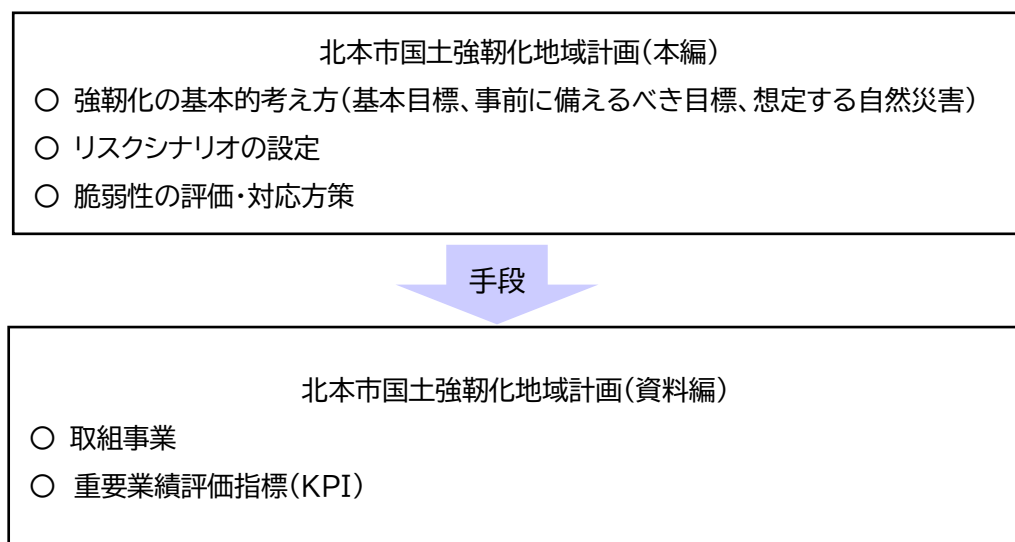 北本市国土強靭化地域計画(本編)
○ 強靭化の基本的考え方(基本目標、事前に備えるべき目標、想定する自然災害)
○ リスクシナリオの設定
○ 脆弱性の評価・対応方策
手段
北本市国土強靭化地域計画(資料編)
○ 取組事業
○ 重要業績評価指標(KPI)